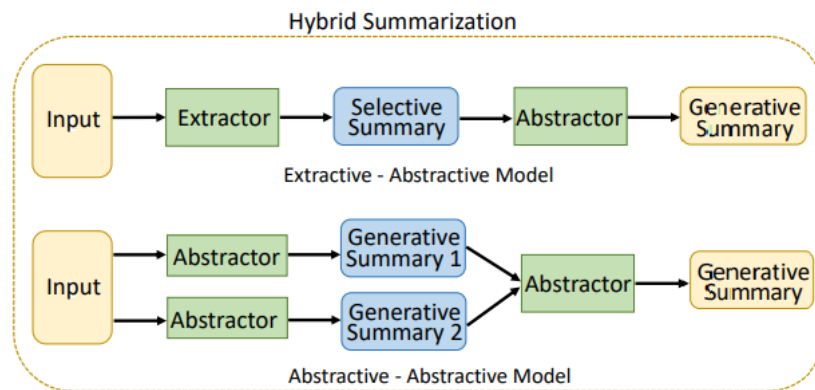 Hybrid Summarization
Input
Extractor
Selective
Summary
Abstractor
Generative
Summary
Extractive - Abstractive Model
Input
Abstractor
Generative
Summary 1
Abstractor
Generative
Summary 2
Abstractor
Generative
Summary
Abstractive - Abstractive Model